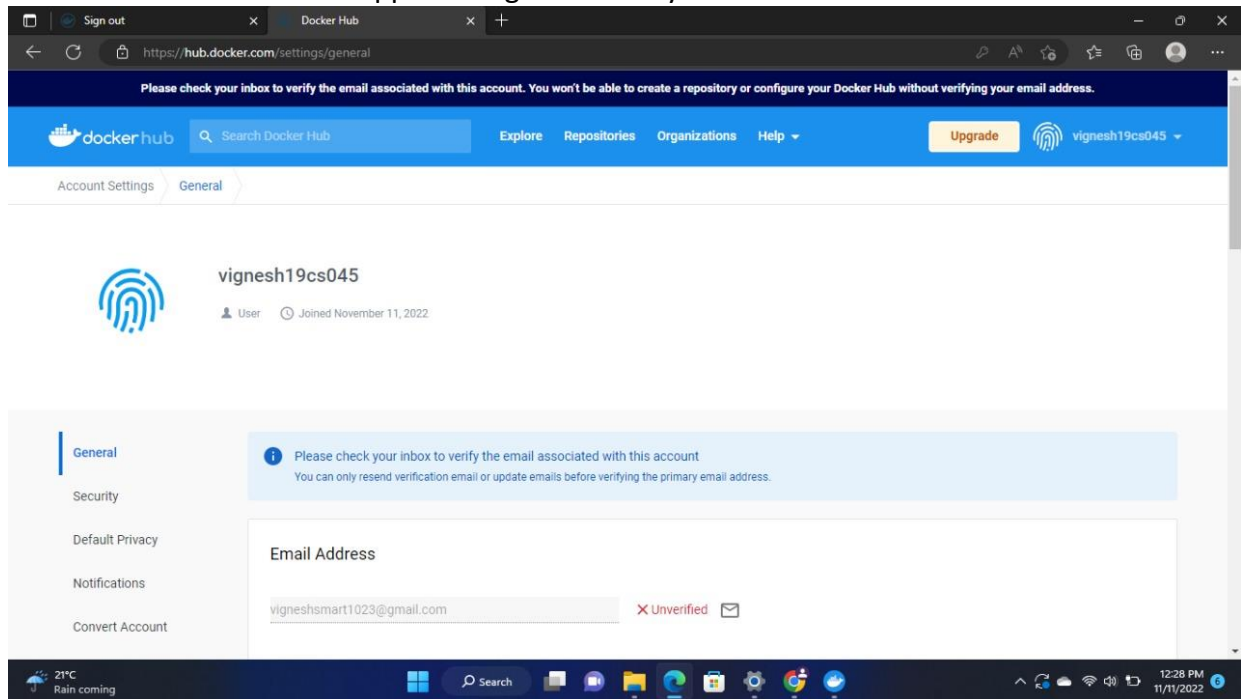 Sign out
Docker Hub
https://hub.docker.com/settings/general
Please check your inbox to verify the email associated with this account. You won't be able to create a repository or configure your Docker Hub without verifying your email address.
docker hub
Search Docker Hub
Explore
Repositories
Organizations
Help
Upgrade
vignesh19cs045
Account Settings
General
vignesh19cs045
User
Joined November 11, 2022
General
Security
Default Privacy
Notifications
Convert Account
Please check your inbox to verify the email associated with this account
You can only resend verification email or update emails before verifying the primary email address.
Email Address
vigneshsmart1023@gmail.com
Unverified
21°C
Rain coming
Search
12:28 PM
11/11/2022
6